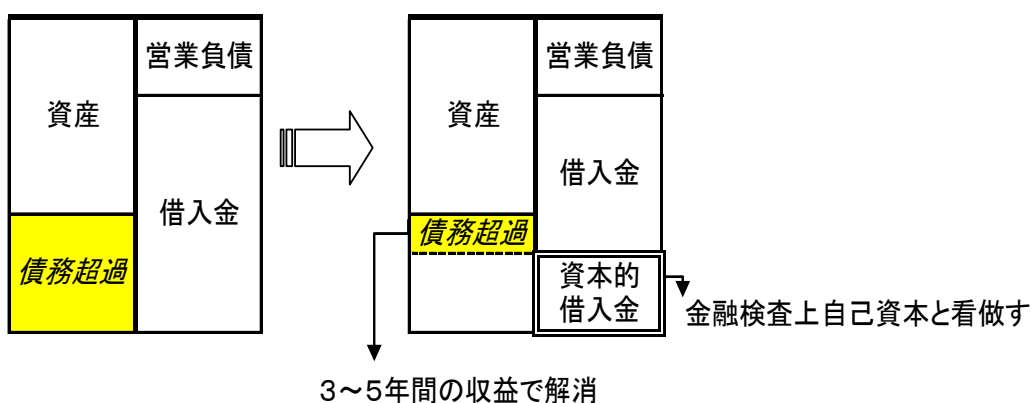 営業負債
資産
借入金
債務超過
営業負債
資産
借入金
債務超過
資本的
借入金
金融検査上自己資本と看做す
3~5年間の収益で解消